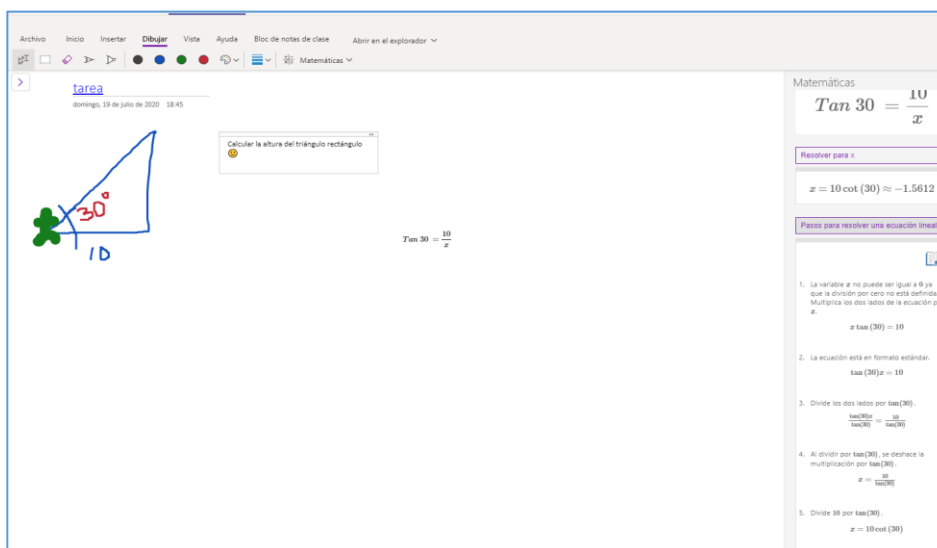 Archivo Inicio Insertar Dibujar Vista Ayuda Bloc de notas de clase Abrir en el explorador
Matemáticas
tarea
domingo, 19 de julio de 2020 18:45
Calcular la altura del triángulo rectángulo
30°
10
Tan 30 = 10/x
Matemáticas
Tan 30 = 10/x
Resolver para x
x = 10 cot (30) ≈ -1.5612
Pasos para resolver una ecuación lineal
1. La variable x no puede ser igual a 0 ya
que la división por cero no está definida.
Multiplica los dos lados de la ecuación p
x.
x tan (30) = 10
2. La ecuación está en formato estándar.
tan (30)x = 10
3. Divide los dos lados por tan(30).
tan(30)x/tan(30) = 10/tan(30)
4. Al dividir por tan(30), se deshace la
multiplicación por tan(30).
x = 10/tan(30)
5. Divide 10 por tan(30).
x = 10 cot (30)